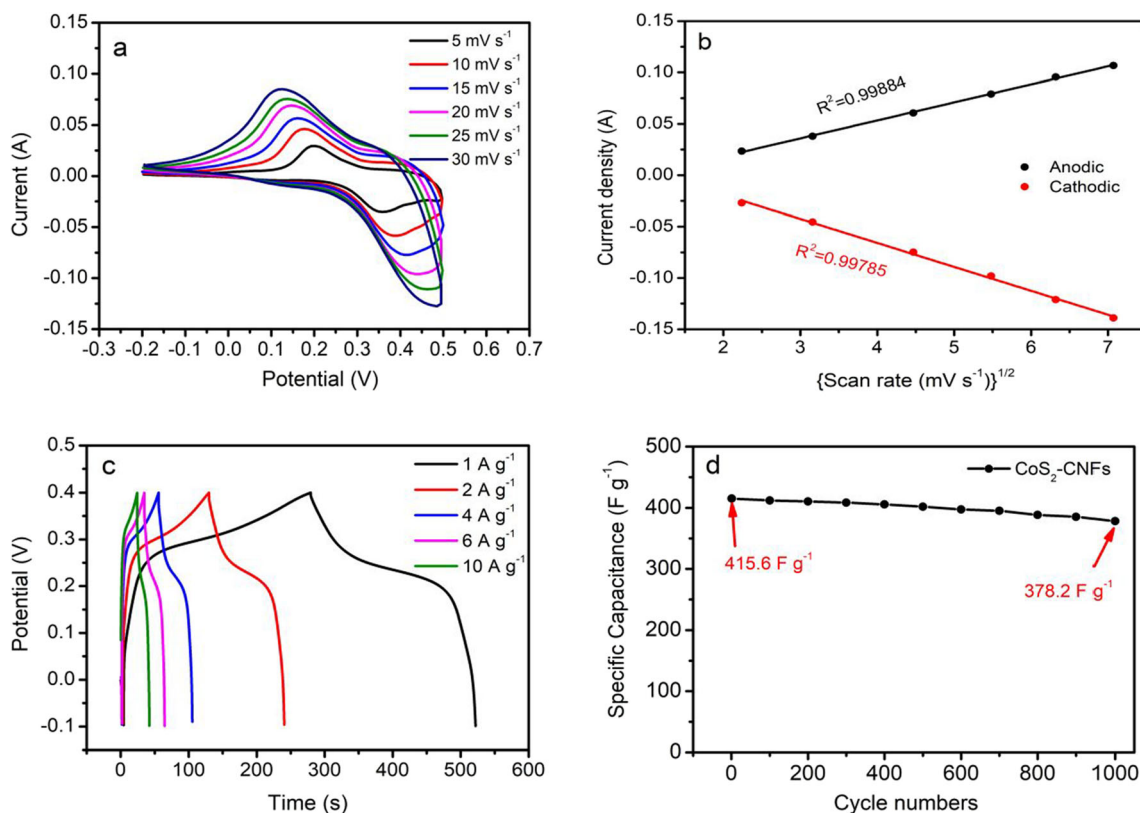 a
5 mV s⁻¹
10 mV s⁻¹
15 mV s⁻¹
20 mV s⁻¹
25 mV s⁻¹
30 mV s⁻¹
0.15
0.10
0.05
0.00
-0.05
-0.10
-0.15
Current (A)
-0.3 -0.2 -0.1 0.0 0.1 0.2 0.3 0.4 0.5 0.6 0.7
Potential (V)
b
R²=0.99884
Anodic
Cathodic
R²=0.99785
0.15
0.10
0.05
0.00
-0.05
-0.10
-0.15
Current density (A)
2 3 4 5 6 7
{Scan rate (mV s⁻¹)}¹/²
c
1 A g⁻¹
2 A g⁻¹
4 A g⁻¹
6 A g⁻¹
10 A g⁻¹
0.5
0.4
0.3
0.2
0.1
0.0
-0.1
Potential (V)
0 100 200 300 400 500 600
Time (s)
d
CoS₂-CNFs
415.6 F g⁻¹
378.2 F g⁻¹
500
400
300
200
100
0
Specific Capacitance (F g⁻¹)
0 200 400 600 800 1000
Cycle numbers